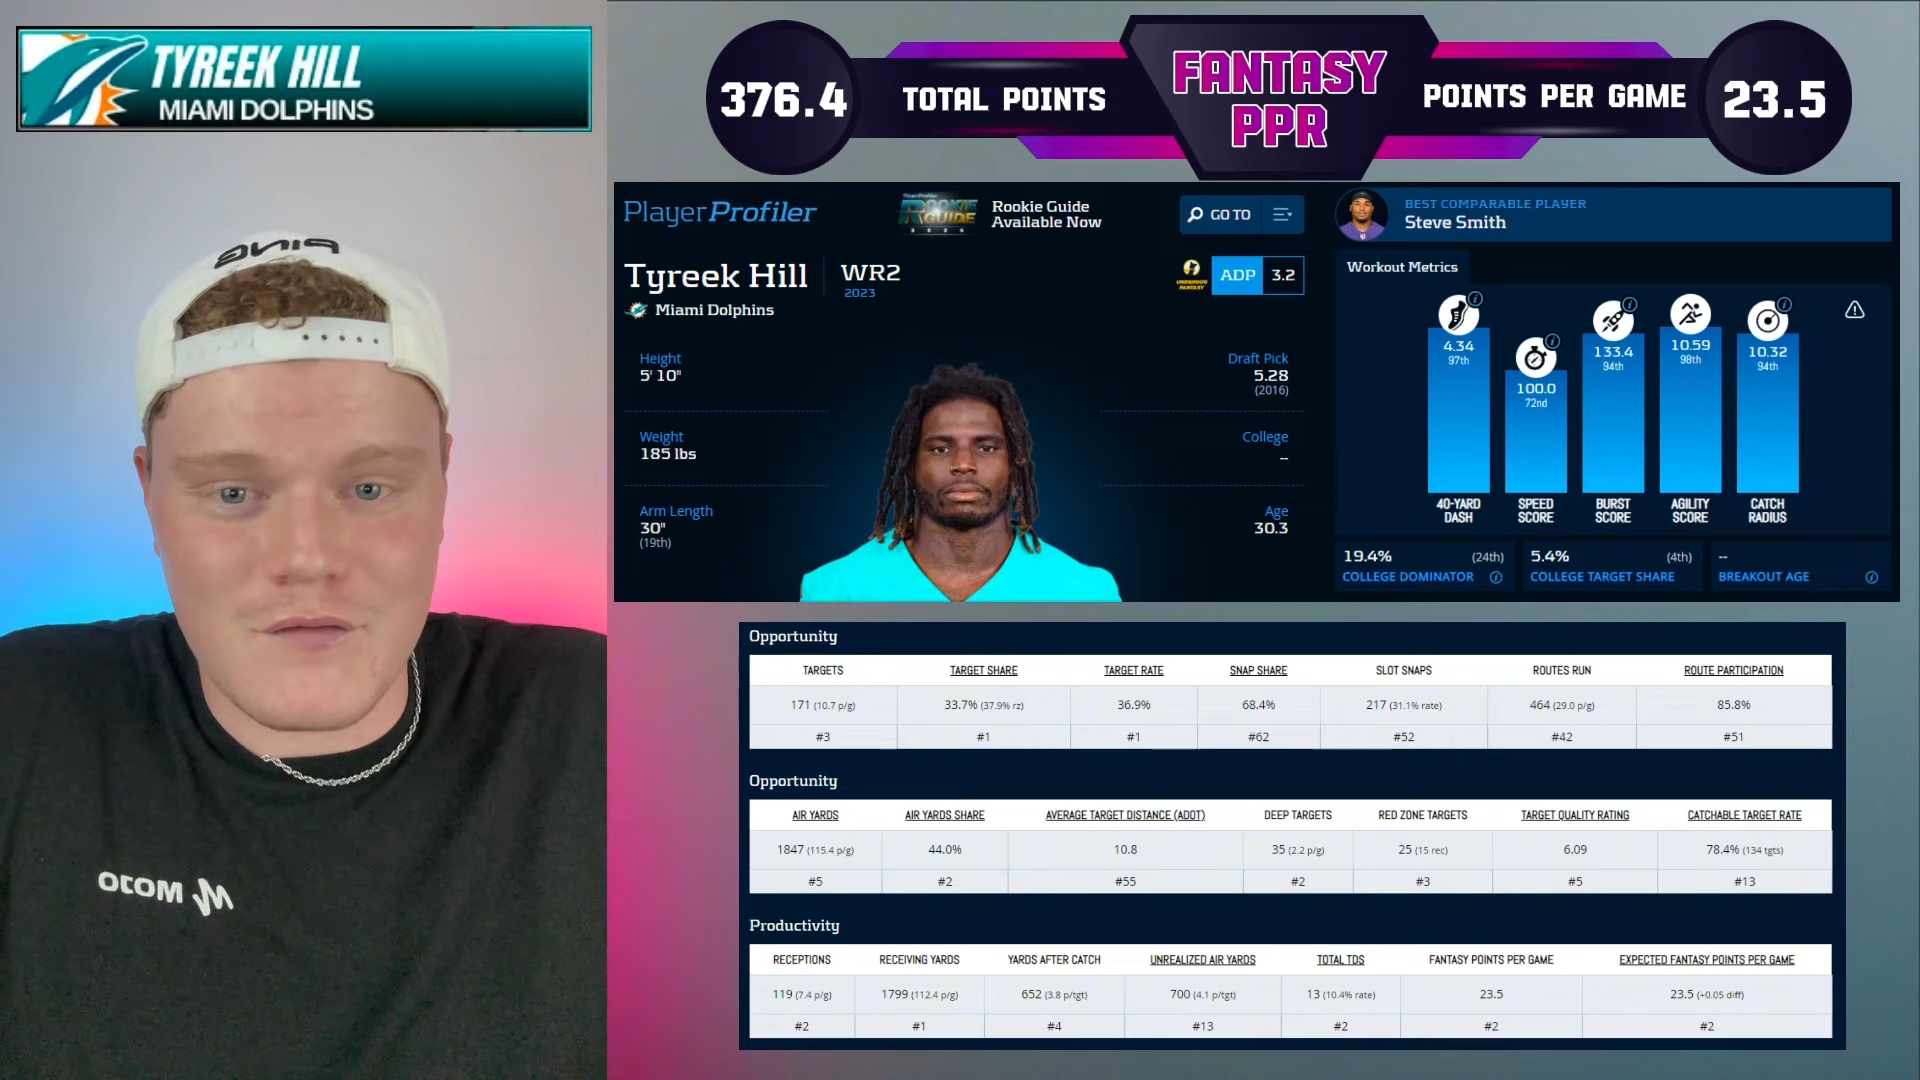 TYREEK HILL
MIAMI DOLPHINS
376.4
TOTAL POINTS
FANTASY
PPR
POINTS PER GAME
23.5
PING
MOTO
PlayerProfiler
PlayerProfiler
ROOKIE
GUIDE
2024
Rookie Guide
Available Now
GO TO
BEST COMPARABLE PLAYER
Steve Smith
Tyreek Hill
WR2
2023
UNDERDOG
FANTASY
ADP 3.2
Miami Dolphins
Height
5' 10"
Weight
185 lbs
Arm Length
30"
(19th)
Draft Pick
5.28
(2016)
College
--
Age
30.3
Workout Metrics
4.34
97th
100.0
72nd
133.4
94th
10.59
98th
10.32
94th
40-YARD DASH
SPEED SCORE
BURST SCORE
AGILITY SCORE
CATCH RADIUS
19.4% (24th)
COLLEGE DOMINATOR
5.4% (4th)
COLLEGE TARGET SHARE
--
BREAKOUT AGE
Opportunity
TARGETS TARGET SHARE TARGET RATE SNAP SHARE SLOT SNAPS ROUTES RUN ROUTE PARTICIPATION
171 (10.7 p/g) 33.7% (37.9% rz) 36.9% 68.4% 217 (31.1% rate) 464 (29.0 p/g) 85.8%
#3 #1 #1 #62 #52 #42 #51
Opportunity
AIR YARDS AIR YARDS SHARE AVERAGE TARGET DISTANCE (ADOT) DEEP TARGETS RED ZONE TARGETS TARGET QUALITY RATING CATCHABLE TARGET RATE
1847 (115.4 p/g) 44.0% 10.8 35 (2.2 p/g) 25 (15 rec) 6.09 78.4% (134 tgts)
#5 #2 #55 #2 #3 #5 #13
Productivity
RECEPTIONS RECEIVING YARDS YARDS AFTER CATCH UNREALIZED AIR YARDS TOTAL TDS FANTASY POINTS PER GAME EXPECTED FANTASY POINTS PER GAME
119 (7.4 p/g) 1799 (112.4 p/g) 652 (3.8 p/tgt) 700 (4.1 p/tgt) 13 (10.4% rate) 23.5 23.5 (+0.05 diff)
#2 #1 #4 #13 #2 #2 #2